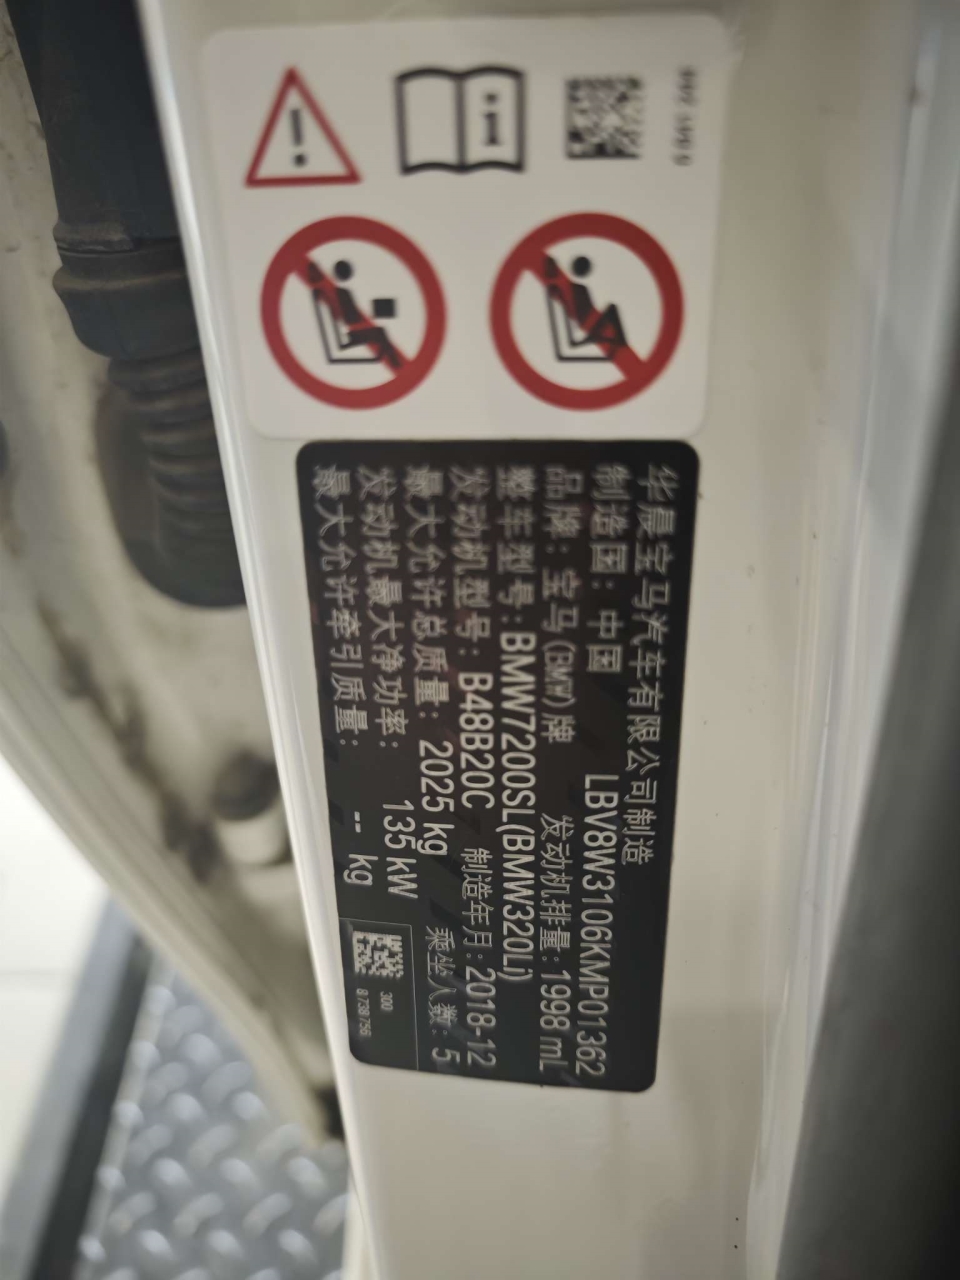 华晨宝马汽车有限公司制造
制造国：中国 LBV8W3106KMP01362
品牌：宝马(BMW)牌 发动机排量：1998 mL
整车型号：BMW7200SL(BMW320Li)
发动机型号：B48B20C 制造年月：2018-12
最大允许总质量：2025 kg 乘坐人数：5
发动机最大净功率：135 kW
最大允许牵引质量：-- kg
300
8 738 756